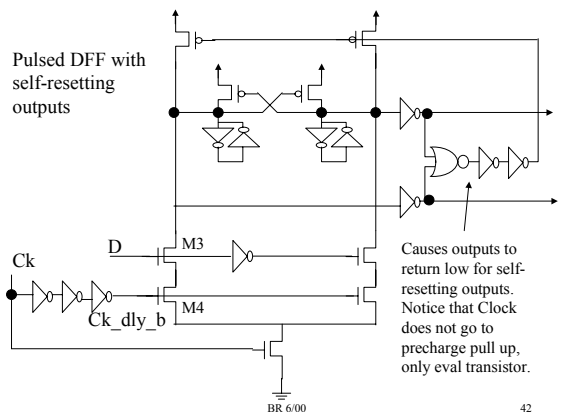 Pulsed DFF with
self-resetting
outputs
D
M3
Ck
M4
Ck_dly_b
Causes outputs to
return low for self-
resetting outputs.
Notice that Clock
does not go to
precharge pull up,
only eval transistor.
BR 6/00
42